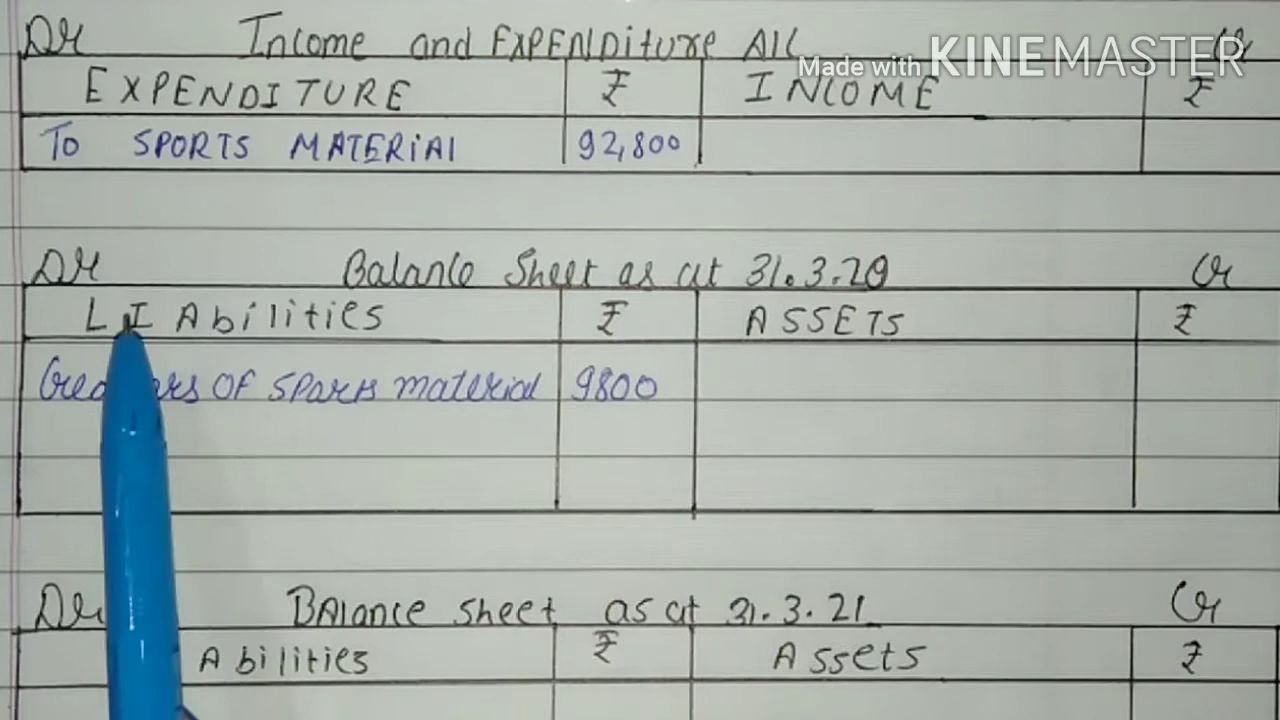 Dr Income and EXPENDiture A/C Cr
Made with KINEMASTER
EXPENDITURE ₹ INCOME ₹
To SPORTS MATERIAl 92,800
Dr Balance Sheet as at 31.3.20 Cr
LIAbilities ₹ ASSETS ₹
OF Sports material 9800
Dr BAlance sheet as at 31.3.21 Cr
Abilities ₹ Assets ₹